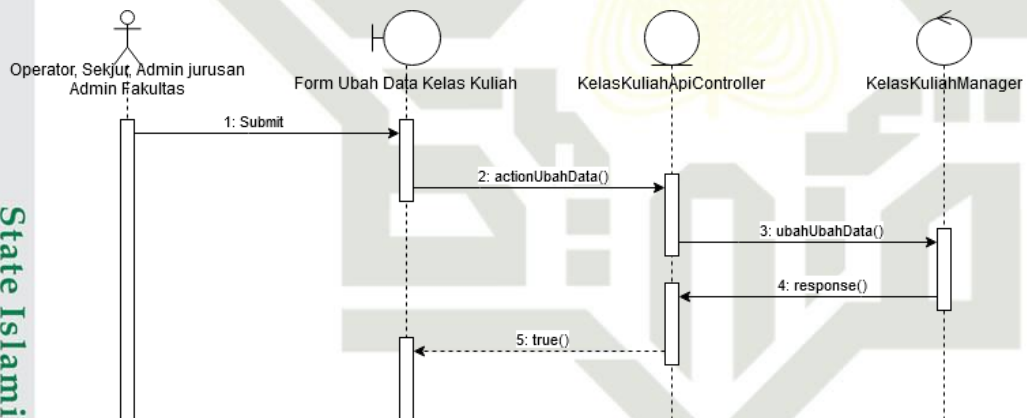 Operator, Sekjur, Admin jurusan
Admin Fakultas
Form Ubah Data Kelas Kuliah
KelasKuliahApiController
KelasKuliahManager
1: Submit
2: actionUbahData()
3: ubahUbahData()
4: response()
5: true()
State Islami